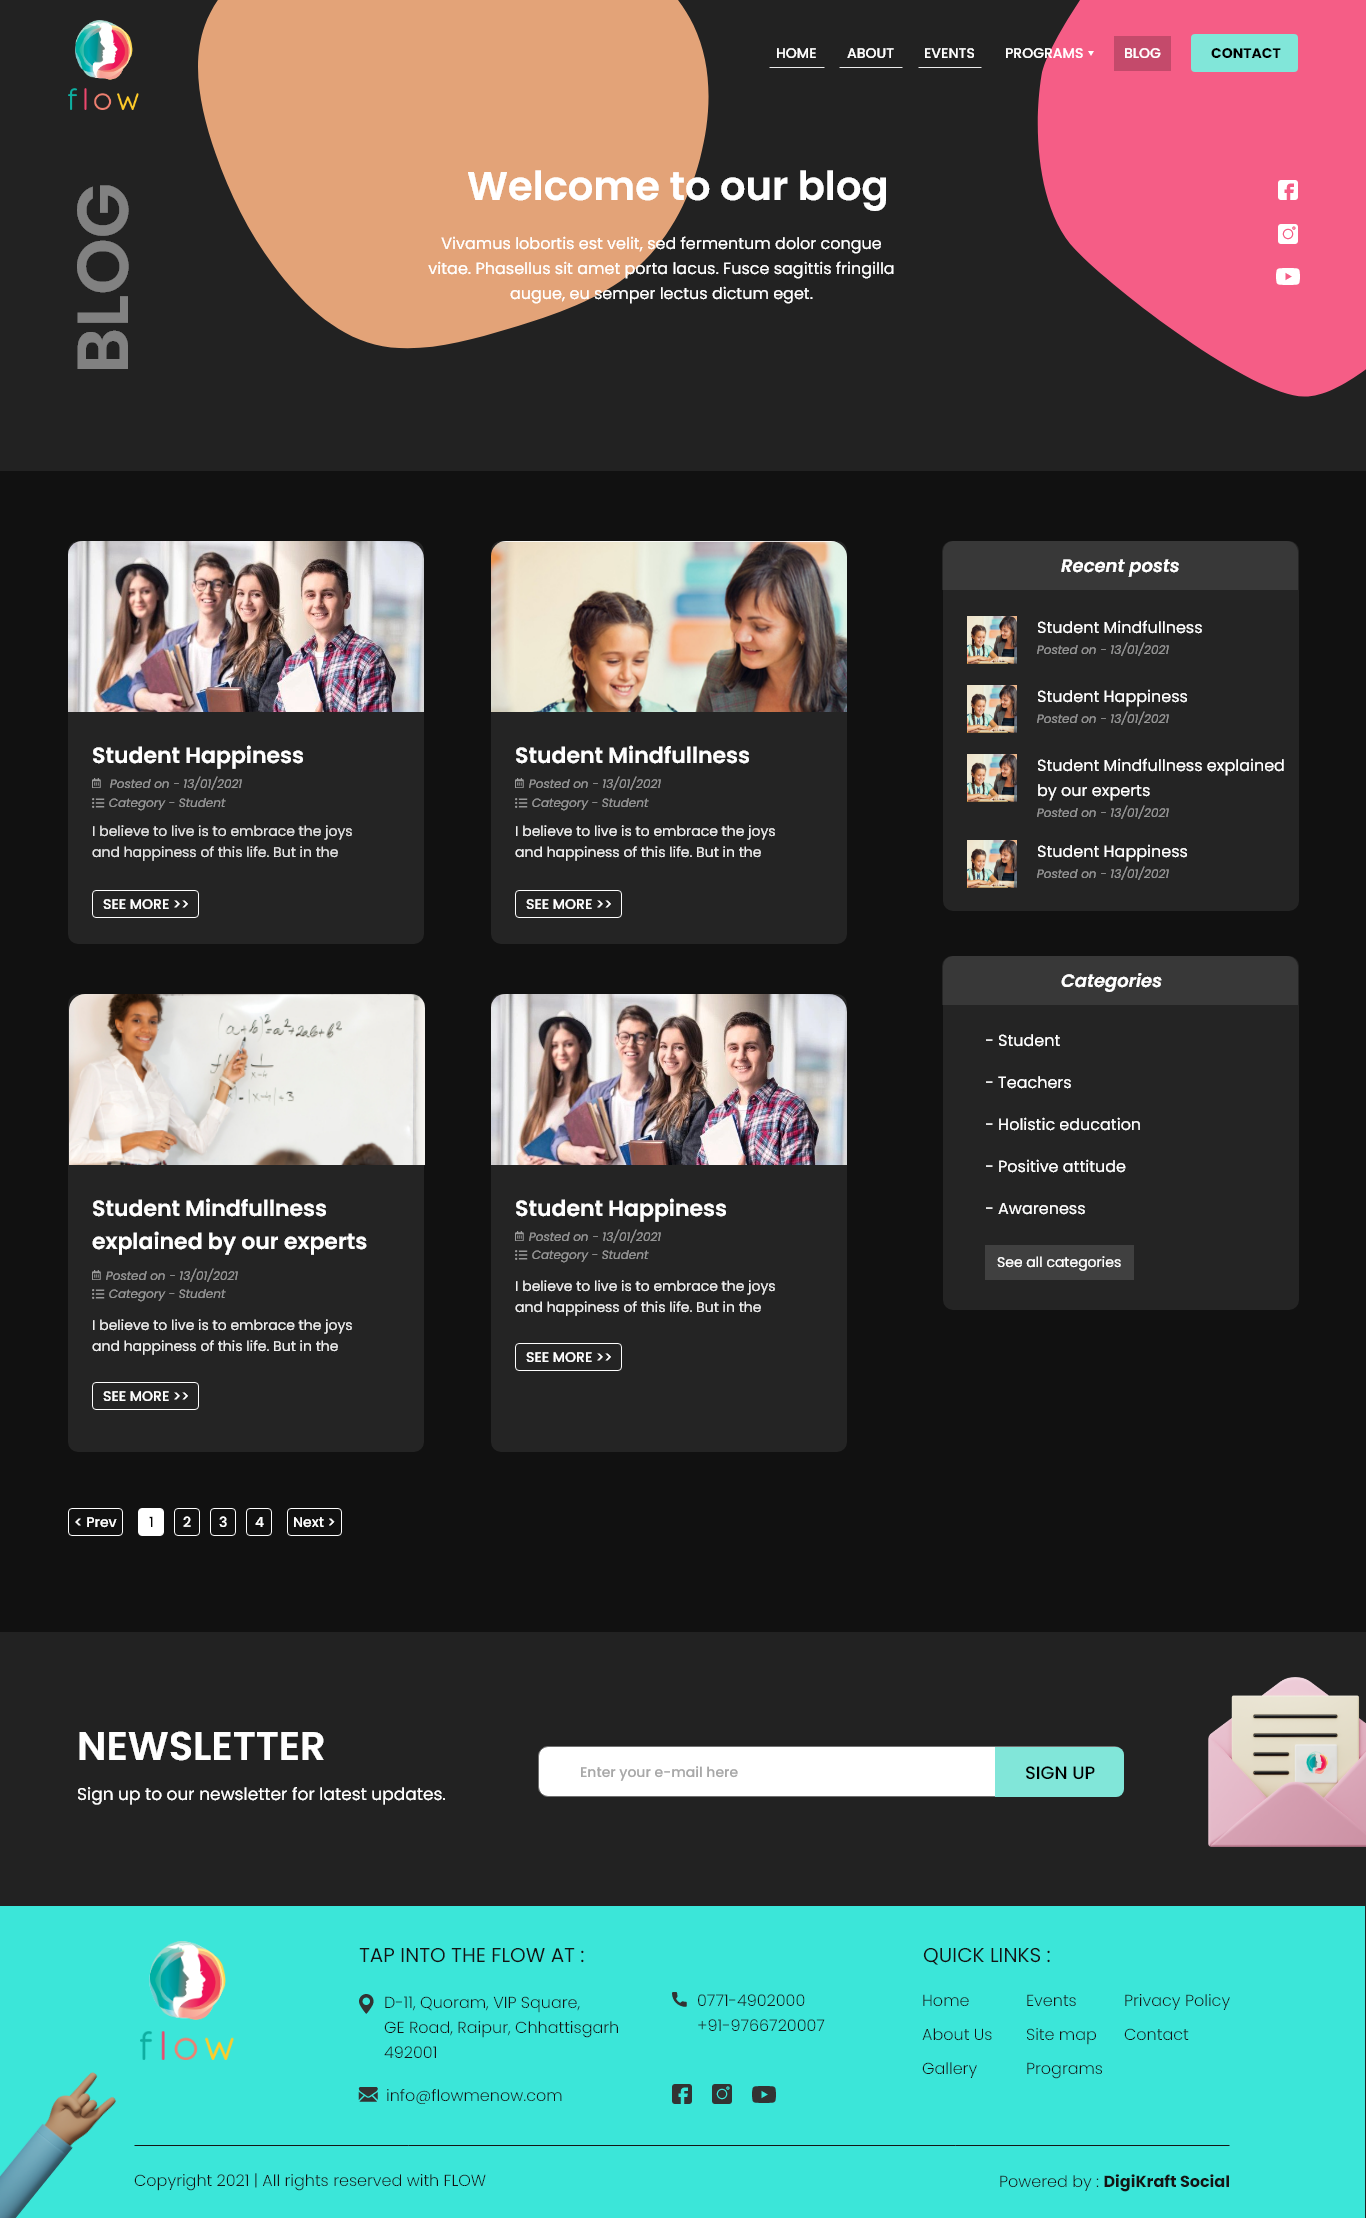 flow
HOME ABOUT EVENTS PROGRAMS BLOG CONTACT
BLOG
Welcome to our blog
Vivamus lobortis est velit, sed fermentum dolor congue
vitae. Phasellus sit amet porta lacus. Fusce sagittis fringilla
augue, eu semper lectus dictum eget.
Student Happiness
Posted on - 13/01/2021
Category - Student
I believe to live is to embrace the joys
and happiness of this life. But in the
SEE MORE >>
Student Mindfullness
Posted on - 13/01/2021
Category - Student
I believe to live is to embrace the joys
and happiness of this life. But in the
SEE MORE >>
(a+b)²=a²+2ab+b²
Student Mindfullness
explained by our experts
Posted on - 13/01/2021
Category - Student
I believe to live is to embrace the joys
and happiness of this life. But in the
SEE MORE >>
Student Happiness
Posted on - 13/01/2021
Category - Student
I believe to live is to embrace the joys
and happiness of this life. But in the
SEE MORE >>
Recent posts
Student Mindfullness
Posted on - 13/01/2021
Student Happiness
Posted on - 13/01/2021
Student Mindfullness explained
by our experts
Posted on - 13/01/2021
Student Happiness
Posted on - 13/01/2021
Categories
- Student
- Teachers
- Holistic education
- Positive attitude
- Awareness
See all categories
< Prev 1 2 3 4 Next >
NEWSLETTER
Sign up to our newsletter for latest updates.
Enter your e-mail here
SIGN UP
flow
TAP INTO THE FLOW AT :
D-11, Quoram, VIP Square,
GE Road, Raipur, Chhattisgarh
492001
info@flowmenow.com
0771-4902000
+91-9766720007
QUICK LINKS :
Home Events Privacy Policy
About Us Site map Contact
Gallery Programs
Copyright 2021 | All rights reserved with FLOW
Powered by : DigiKraft Social